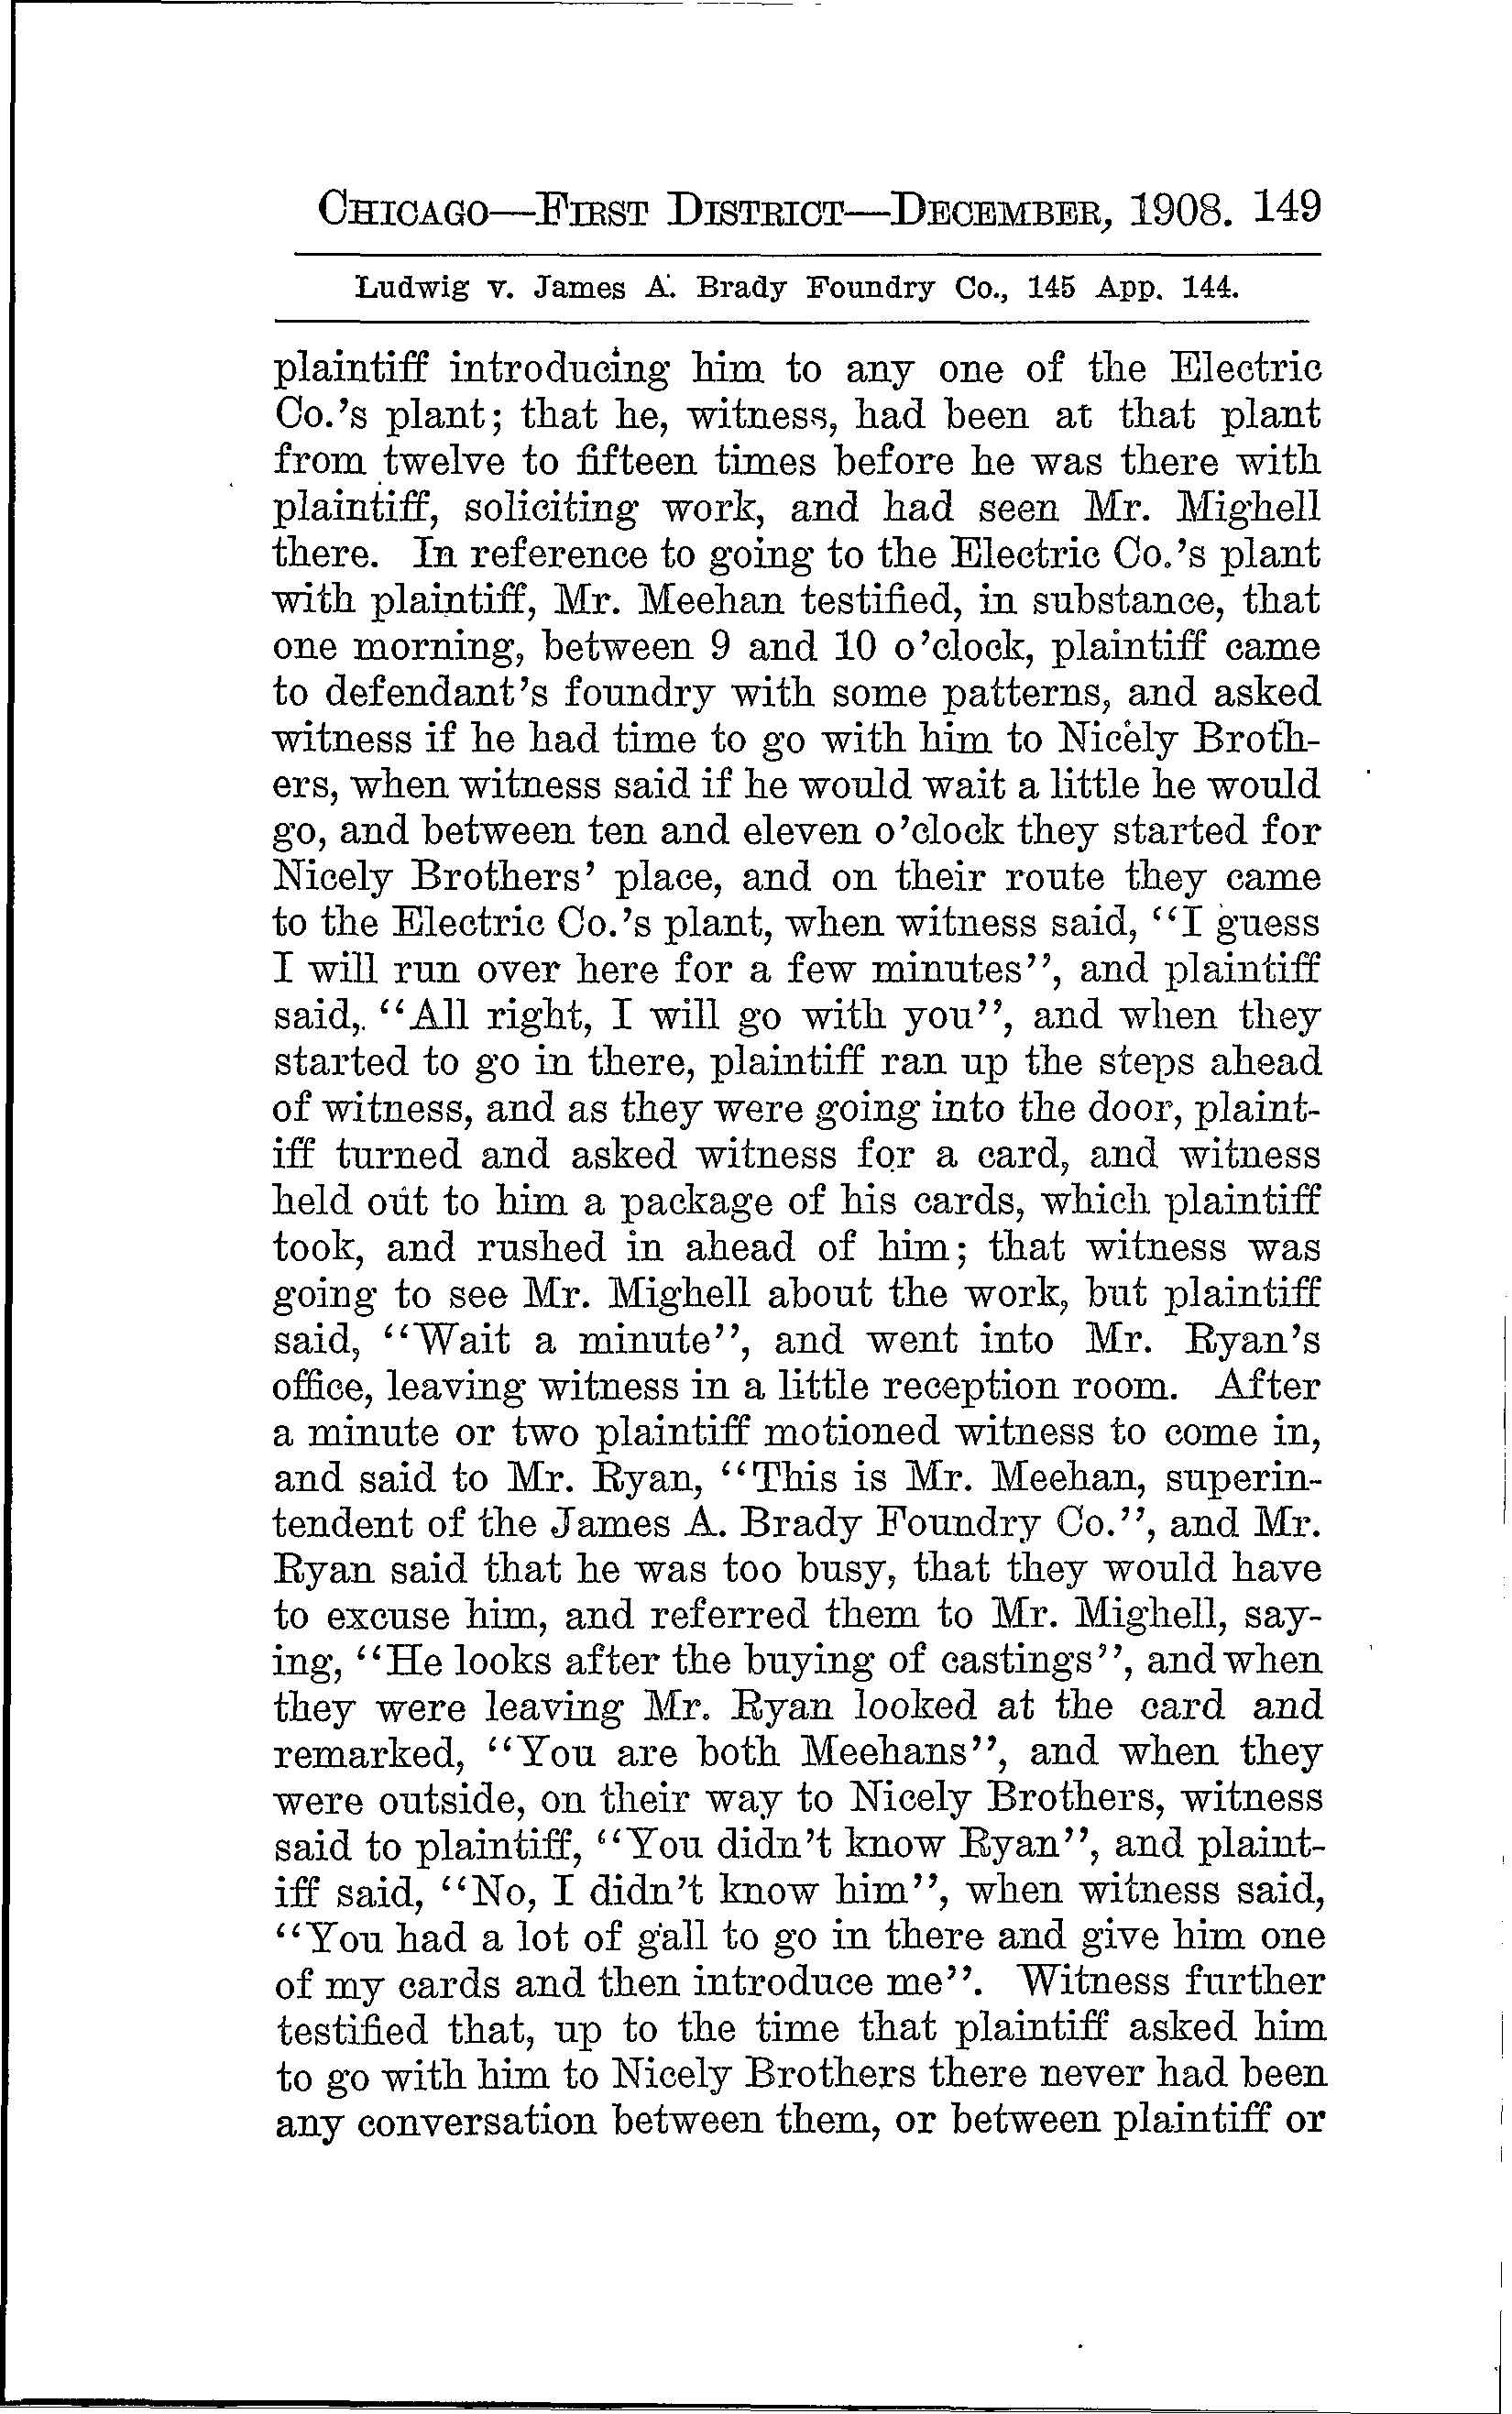 CHICAGO—FIRST DISTRICT—DECEMBER, 1908. 149
Ludwig v. James A. Brady Foundry Co., 145 App. 144.
plaintiff introducing him to any one of the Electric
Co.'s plant; that he, witness, had been at that plant
from twelve to fifteen times before he was there with
plaintiff, soliciting work, and had seen Mr. Mighell
there. In reference to going to the Electric Co.'s plant
with plaintiff, Mr. Meehan testified, in substance, that
one morning, between 9 and 10 o'clock, plaintiff came
to defendant's foundry with some patterns, and asked
witness if he had time to go with him to Nicely Broth-
ers, when witness said if he would wait a little he would
go, and between ten and eleven o'clock they started for
Nicely Brothers' place, and on their route they came
to the Electric Co.'s plant, when witness said, "I guess
I will run over here for a few minutes", and plaintiff
said, "All right, I will go with you", and when they
started to go in there, plaintiff ran up the steps ahead
of witness, and as they were going into the door, plaint-
iff turned and asked witness for a card, and witness
held out to him a package of his cards, which plaintiff
took, and rushed in ahead of him; that witness was
going to see Mr. Mighell about the work, but plaintiff
said, "Wait a minute", and went into Mr. Ryan's
office, leaving witness in a little reception room. After
a minute or two plaintiff motioned witness to come in,
and said to Mr. Ryan, "This is Mr. Meehan, superin-
tendent of the James A. Brady Foundry Co.", and Mr.
Ryan said that he was too busy, that they would have
to excuse him, and referred them to Mr. Mighell, say-
ing, "He looks after the buying of castings", and when
they were leaving Mr. Ryan looked at the card and
remarked, "You are both Meehans", and when they
were outside, on their way to Nicely Brothers, witness
said to plaintiff, "You didn't know Ryan", and plaint-
iff said, "No, I didn't know him", when witness said,
"You had a lot of gall to go in there and give him one
of my cards and then introduce me". Witness further
testified that, up to the time that plaintiff asked him
to go with him to Nicely Brothers there never had been
any conversation between them, or between plaintiff or